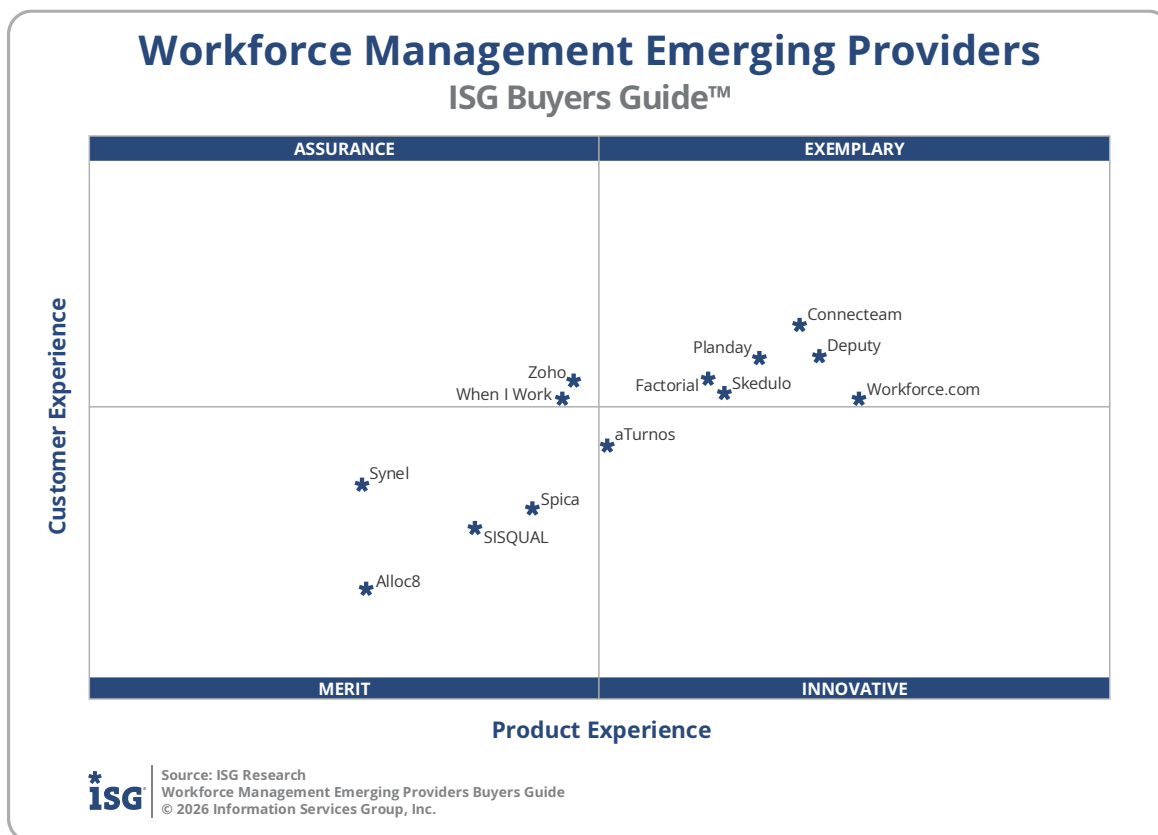 Workforce Management Emerging Providers
ISG Buyers Guide™
ASSURANCE
EXEMPLARY
Customer Experience
Connecteam
Deputy
Planday
Zoho
Factorial
Skedulo
Workforce.com
When I Work
aTurnos
Synel
Spica
SISQUAL
Alloc8
MERIT
INNOVATIVE
Product Experience
ISG
Source: ISG Research
Workforce Management Emerging Providers Buyers Guide
© 2026 Information Services Group, Inc.